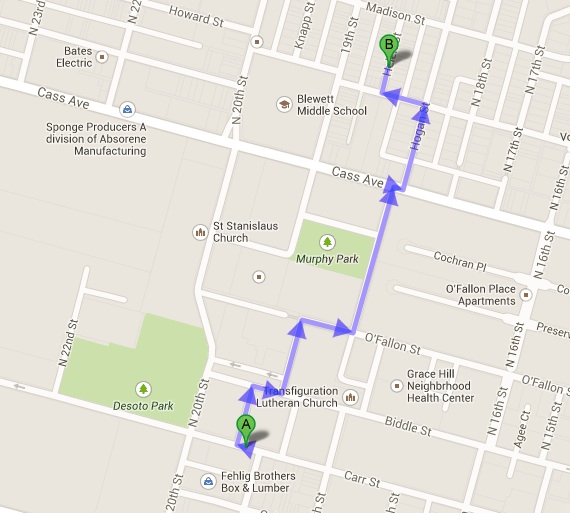 Madison St
Howard St
N 23rd
N 22
Knapp St
19th St
B
Bates
Electric
N 18th St
N 17th St
Cass Ave
N 20th St
Blewett
Middle School
Hogan St
Sponge Producers A
division of Absorene
Manufacturing
N 17th St
Vo
Cass Ave
N 16th St
St Stanislaus
Church
Murphy Park
Cochran Pl
N 16th St
O'Fallon Place
Apartments
Preserv
N 22nd St
O'Fallon St
N 16th St
O'Fallon St
Grace Hill
Neighbrhood
Health Center
Transfiguration
Lutheran Church
Desoto Park
N 20th St
A
Biddle St
N 15th St
Agee Ct
Fehlig Brothers
Box & Lumber
Carr St
20th St
St
St